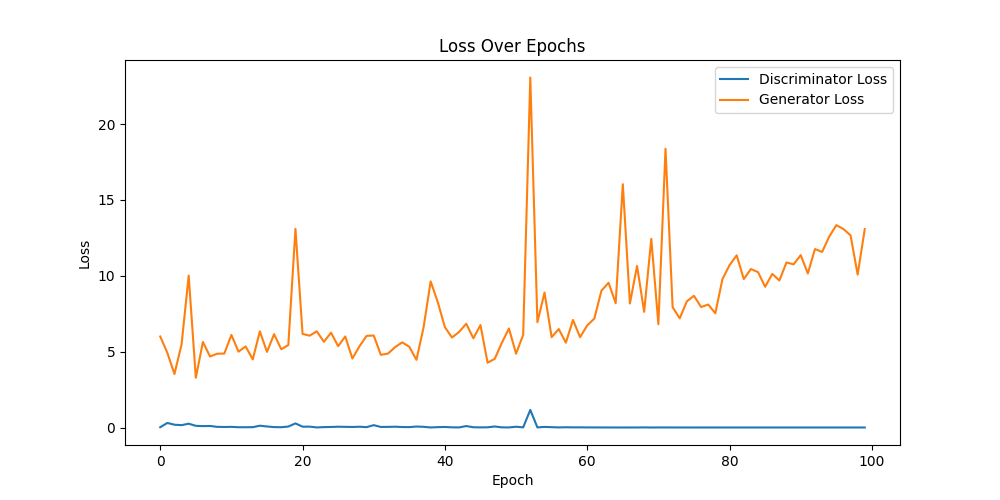 Loss Over Epochs
Discriminator Loss
Generator Loss
Loss
20
15
10
5
0
0 20 40 60 80 100
Epoch